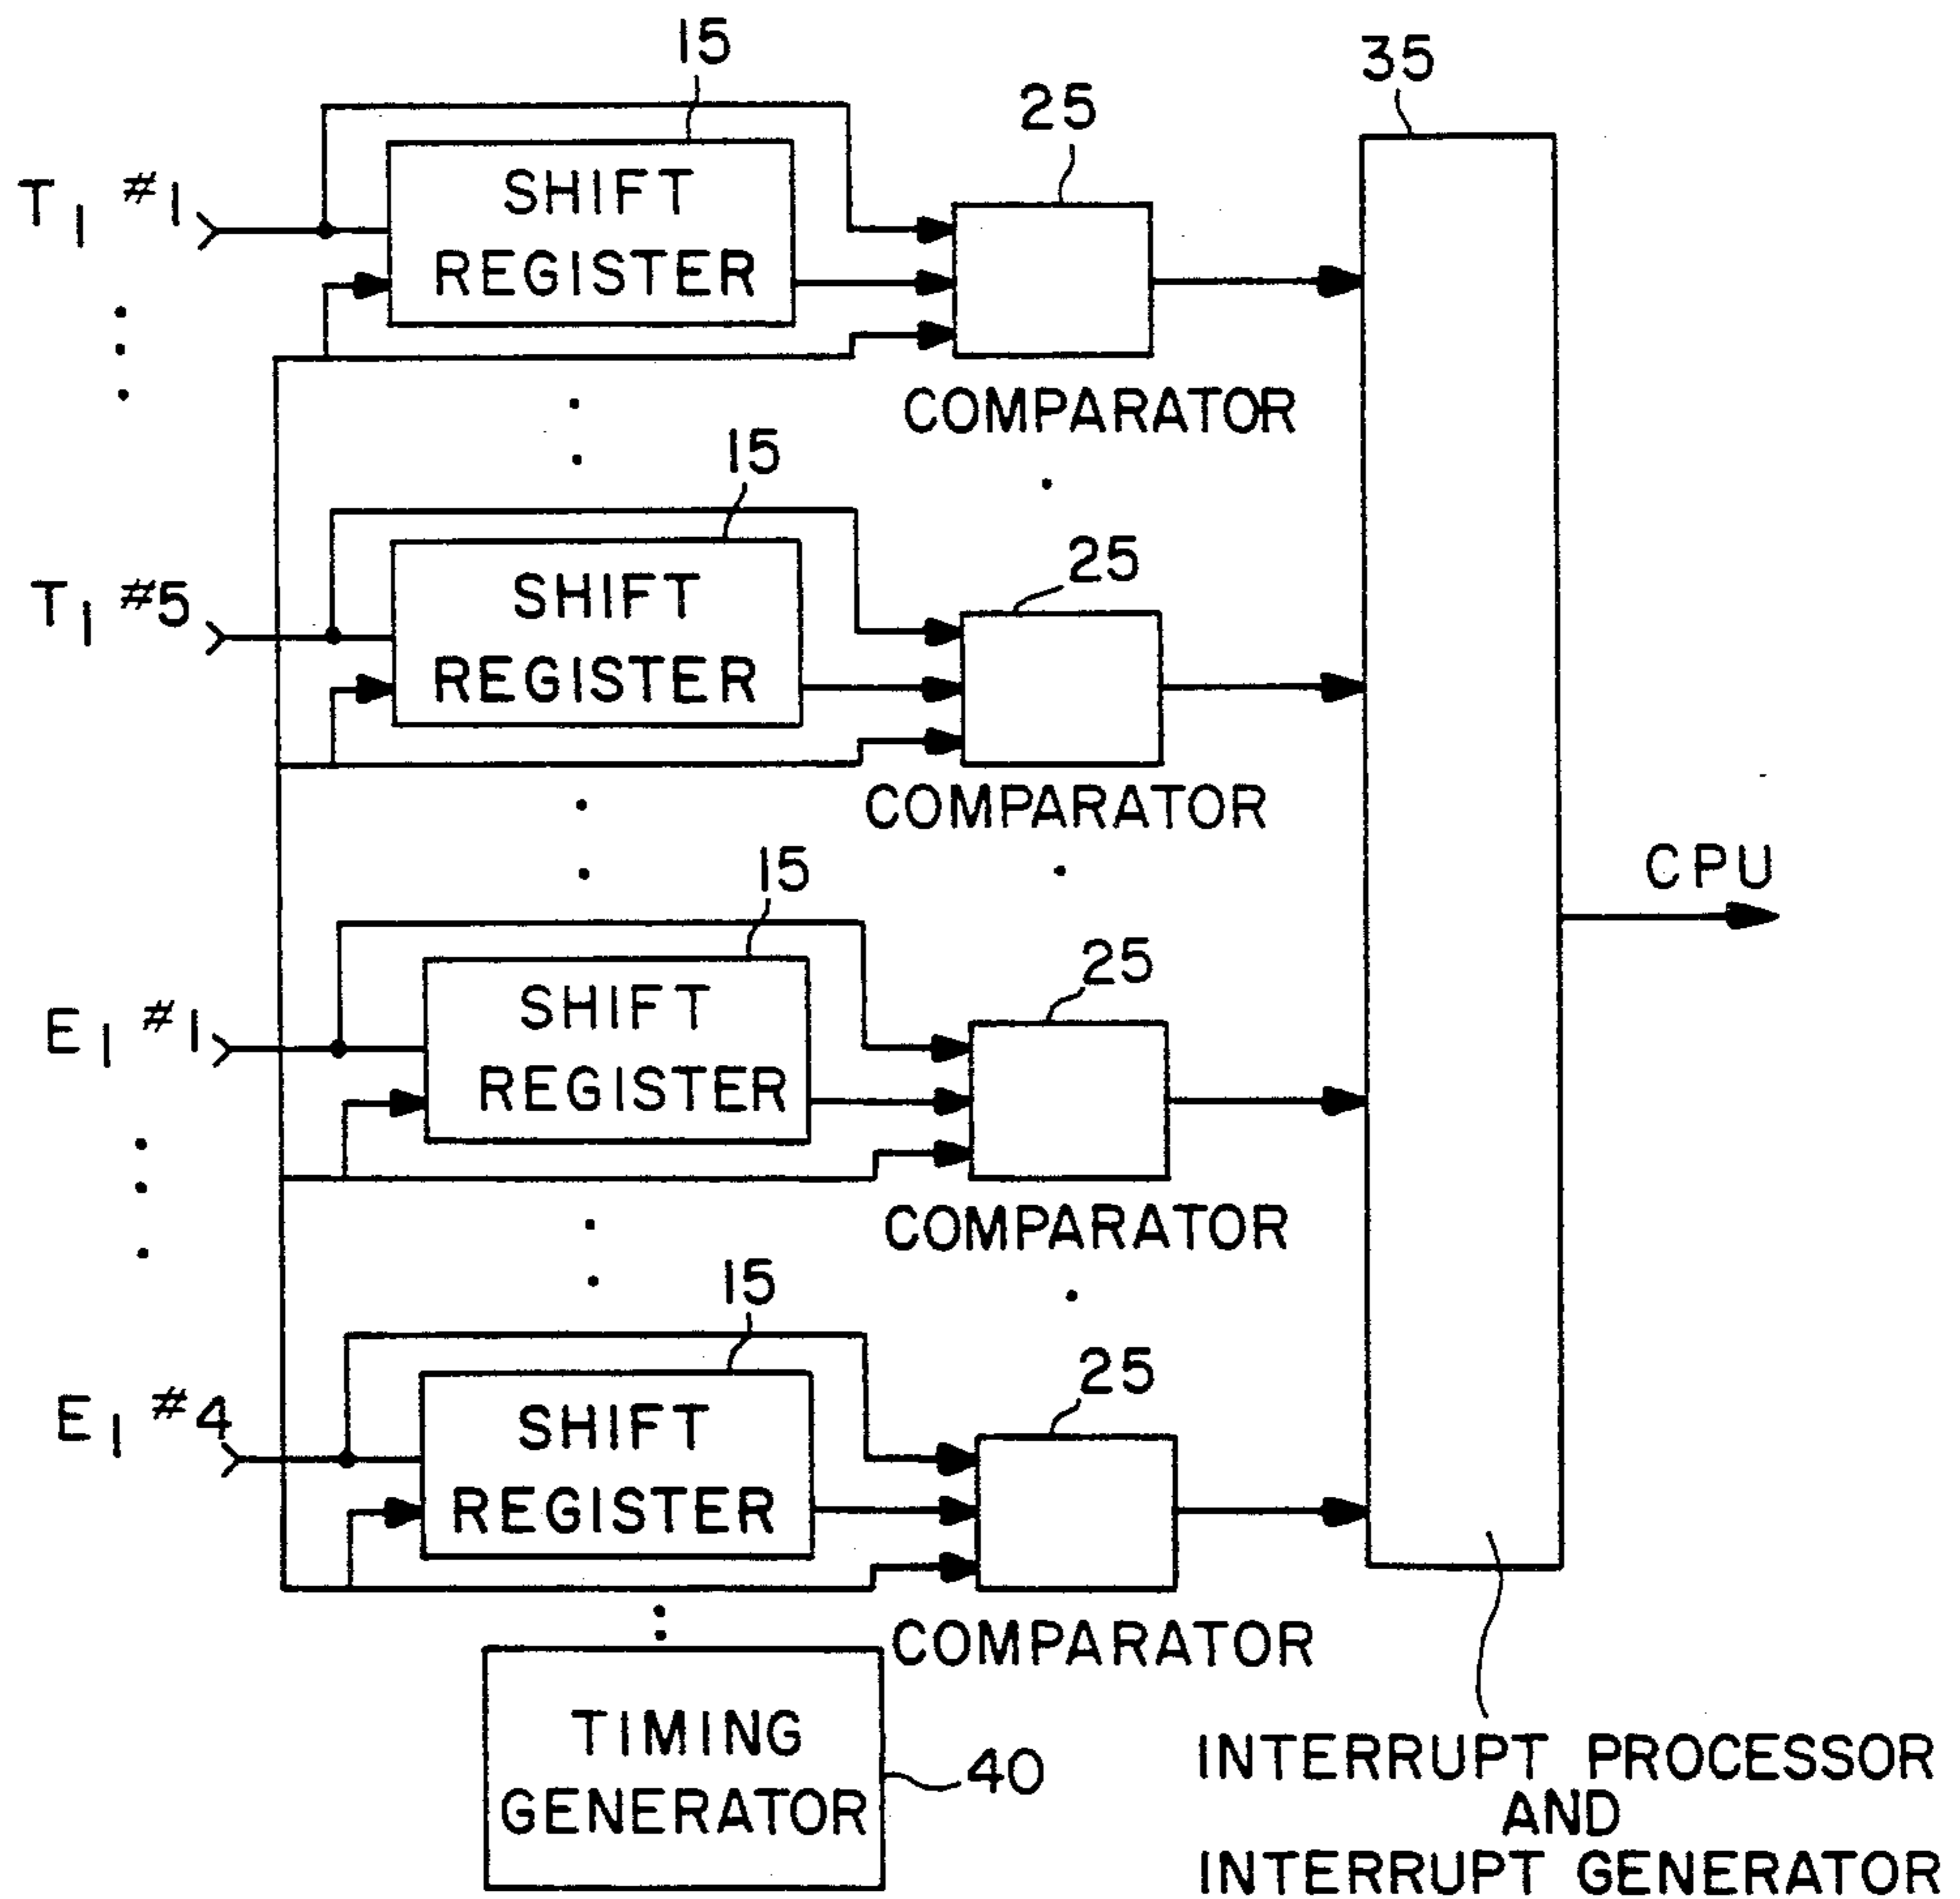 15
35
25
T1 #1
SHIFT
REGISTER
COMPARATOR
15
25
T1 #5
SHIFT
REGISTER
COMPARATOR
CPU
15
25
E1 #1
SHIFT
REGISTER
COMPARATOR
15
25
E1 #4
SHIFT
REGISTER
COMPARATOR
TIMING
GENERATOR
40
INTERRUPT PROCESSOR
AND
INTERRUPT GENERATOR